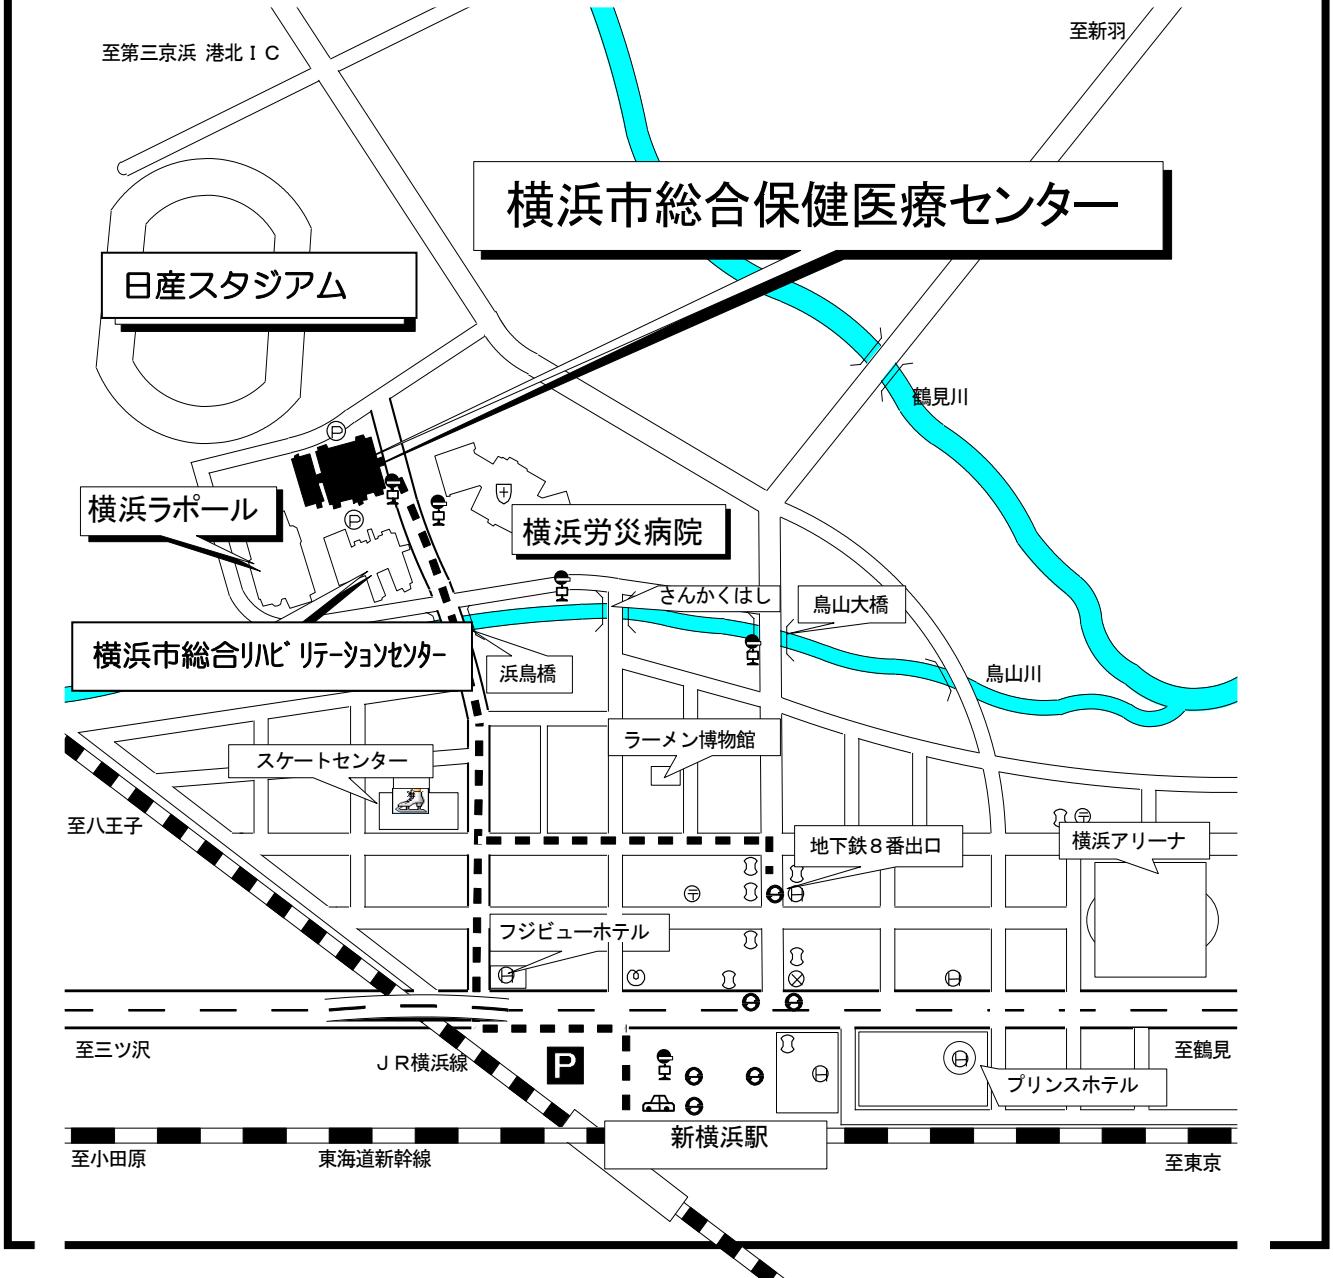 至新羽
至第三京浜 港北ＩＣ
横浜市総合保健医療センター
日産スタジアム
鶴見川
横浜ラポール
横浜労災病院
さんかくはし
鳥山大橋
横浜市総合リハビリテーションセンター
浜鳥橋
鳥山川
ラーメン博物館
スケートセンター
至八王子
地下鉄８番出口
横浜アリーナ
フジビューホテル
至三ツ沢
ＪＲ横浜線
P
至鶴見
プリンスホテル
新横浜駅
至小田原
東海道新幹線
至東京